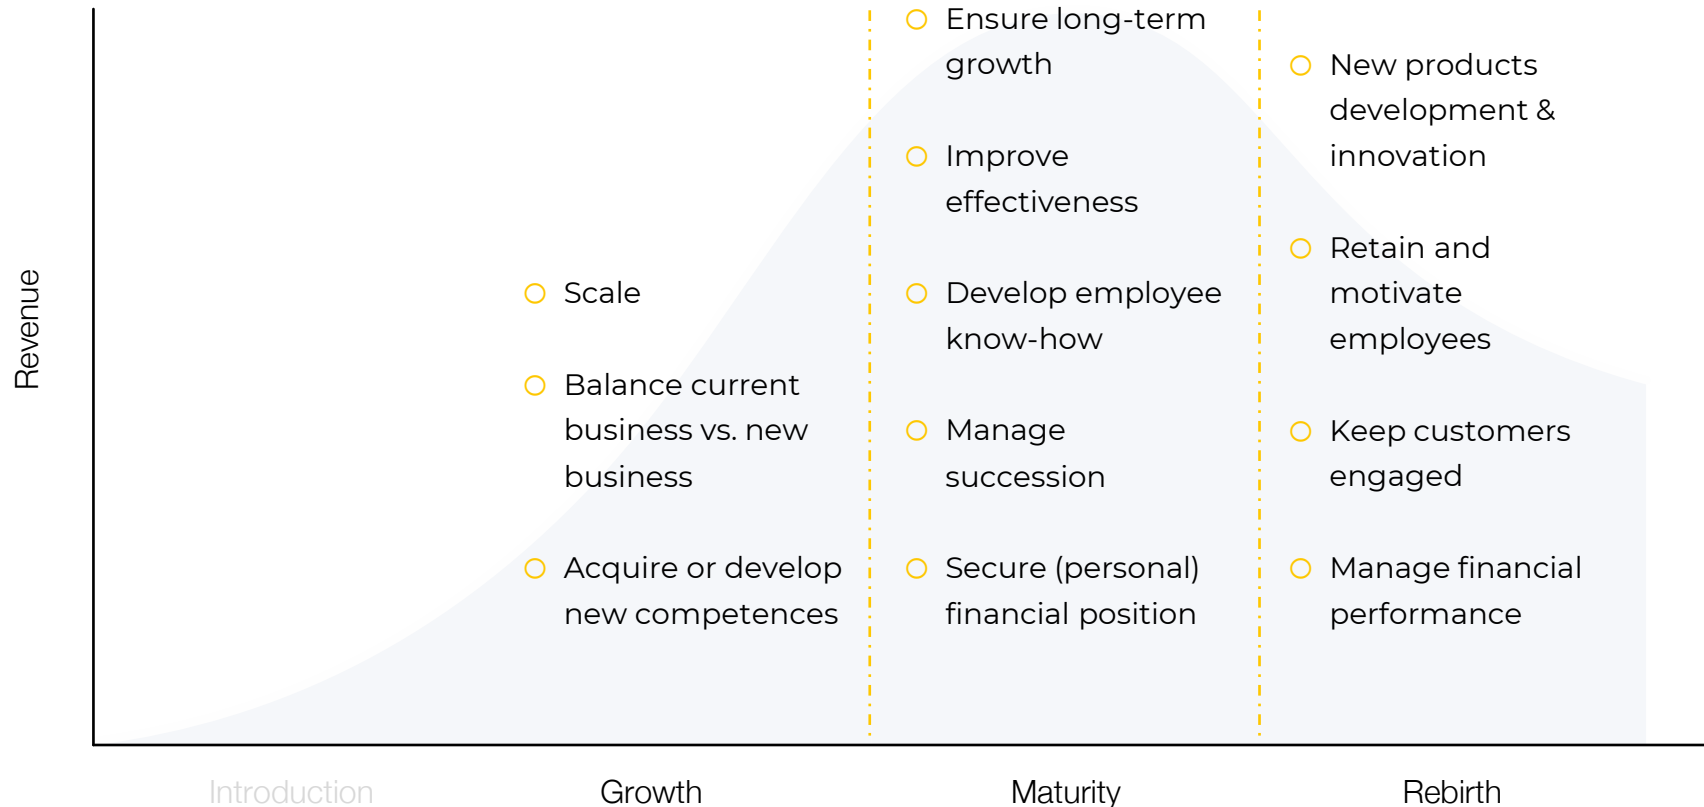 Revenue
Scale
Balance current
business vs. new
business
Acquire or develop
new competences
Ensure long-term
growth
Improve
effectiveness
Develop employee
know-how
Manage
succession
Secure (personal)
financial position
New products
development &
innovation
Retain and
motivate
employees
Keep customers
engaged
Manage financial
performance
Introduction
Growth
Maturity
Rebirth